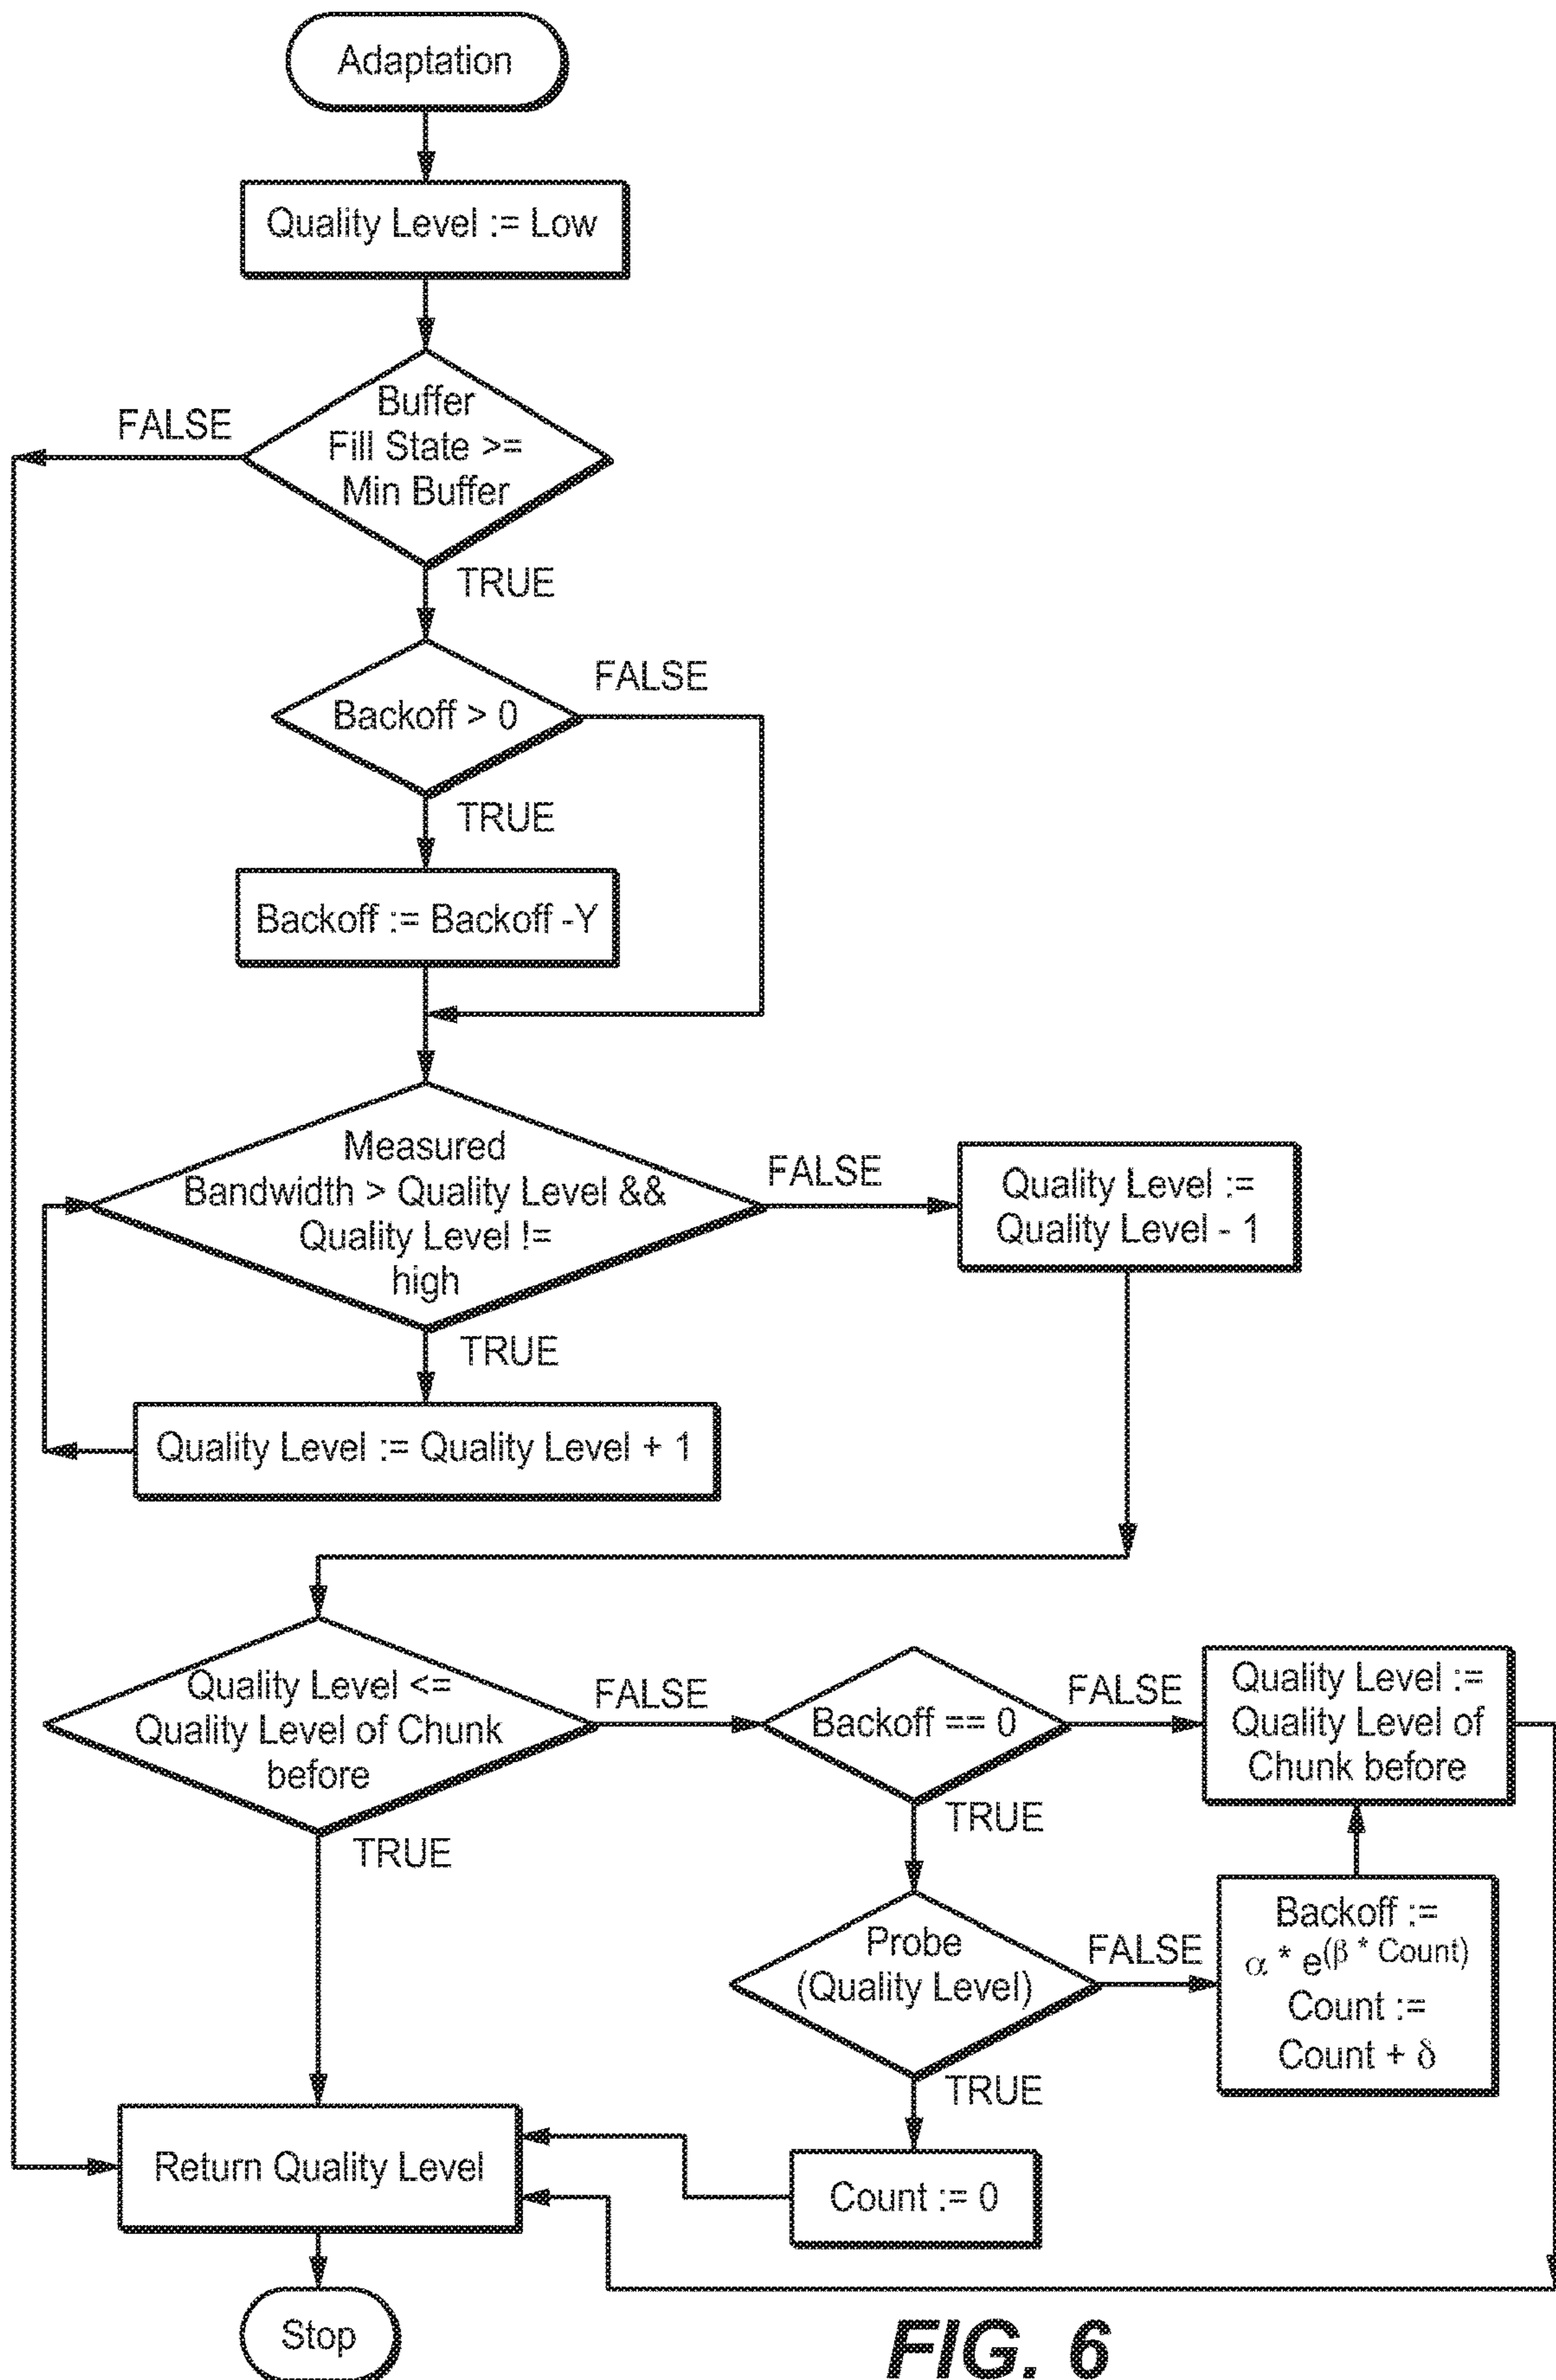 Adaptation
Quality Level := Low
Buffer
Fill State >=
Min Buffer
FALSE
TRUE
Backoff > 0
FALSE
TRUE
Backoff := Backoff -Y
Measured
Bandwidth > Quality Level &&
Quality Level !=
high
FALSE
Quality Level :=
Quality Level - 1
TRUE
Quality Level := Quality Level + 1
Quality Level <=
Quality Level of Chunk
before
FALSE
Backoff == 0
FALSE
Quality Level :=
Quality Level of
Chunk before
TRUE
TRUE
Probe
(Quality Level)
FALSE
Backoff :=
α * e(β * Count)
Count :=
Count + δ
TRUE
Return Quality Level
Count := 0
Stop
FIG. 6